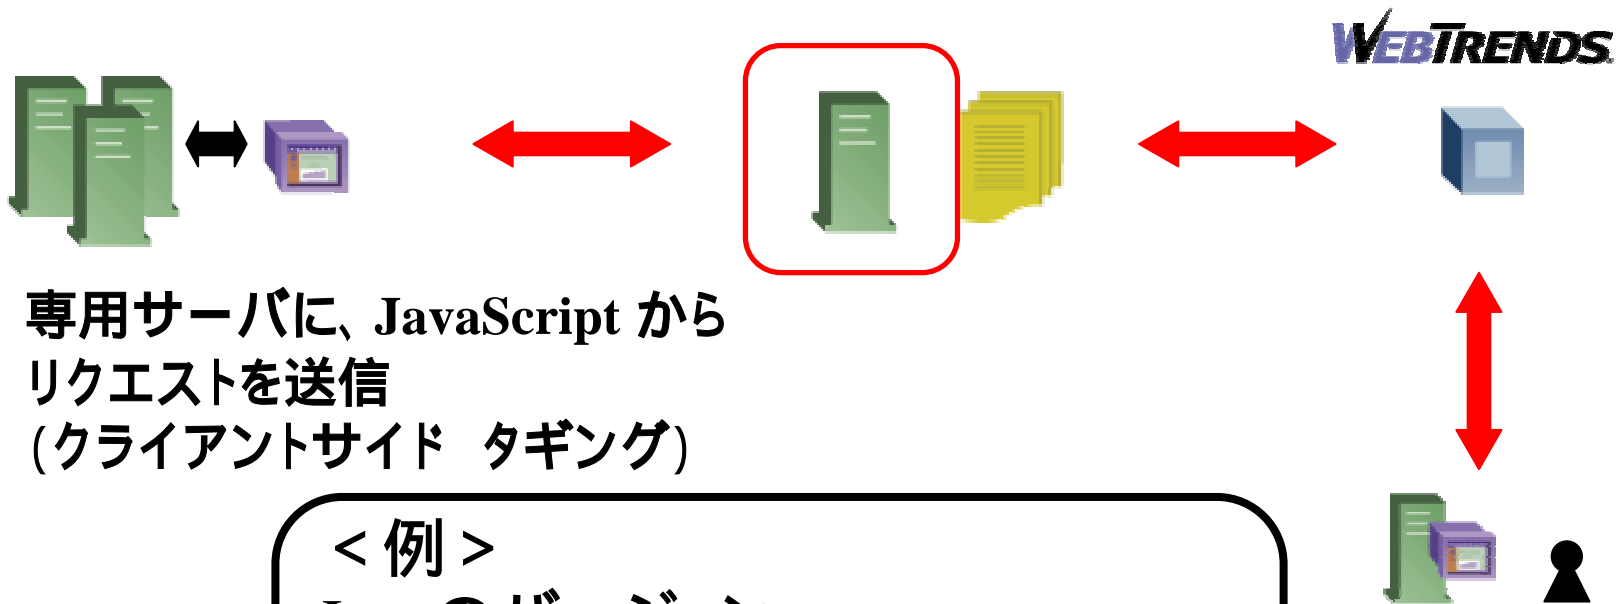 WEBTRENDS
専用サーバに、JavaScript から
リクエストを送信
(クライアントサイド タギング)
<例>